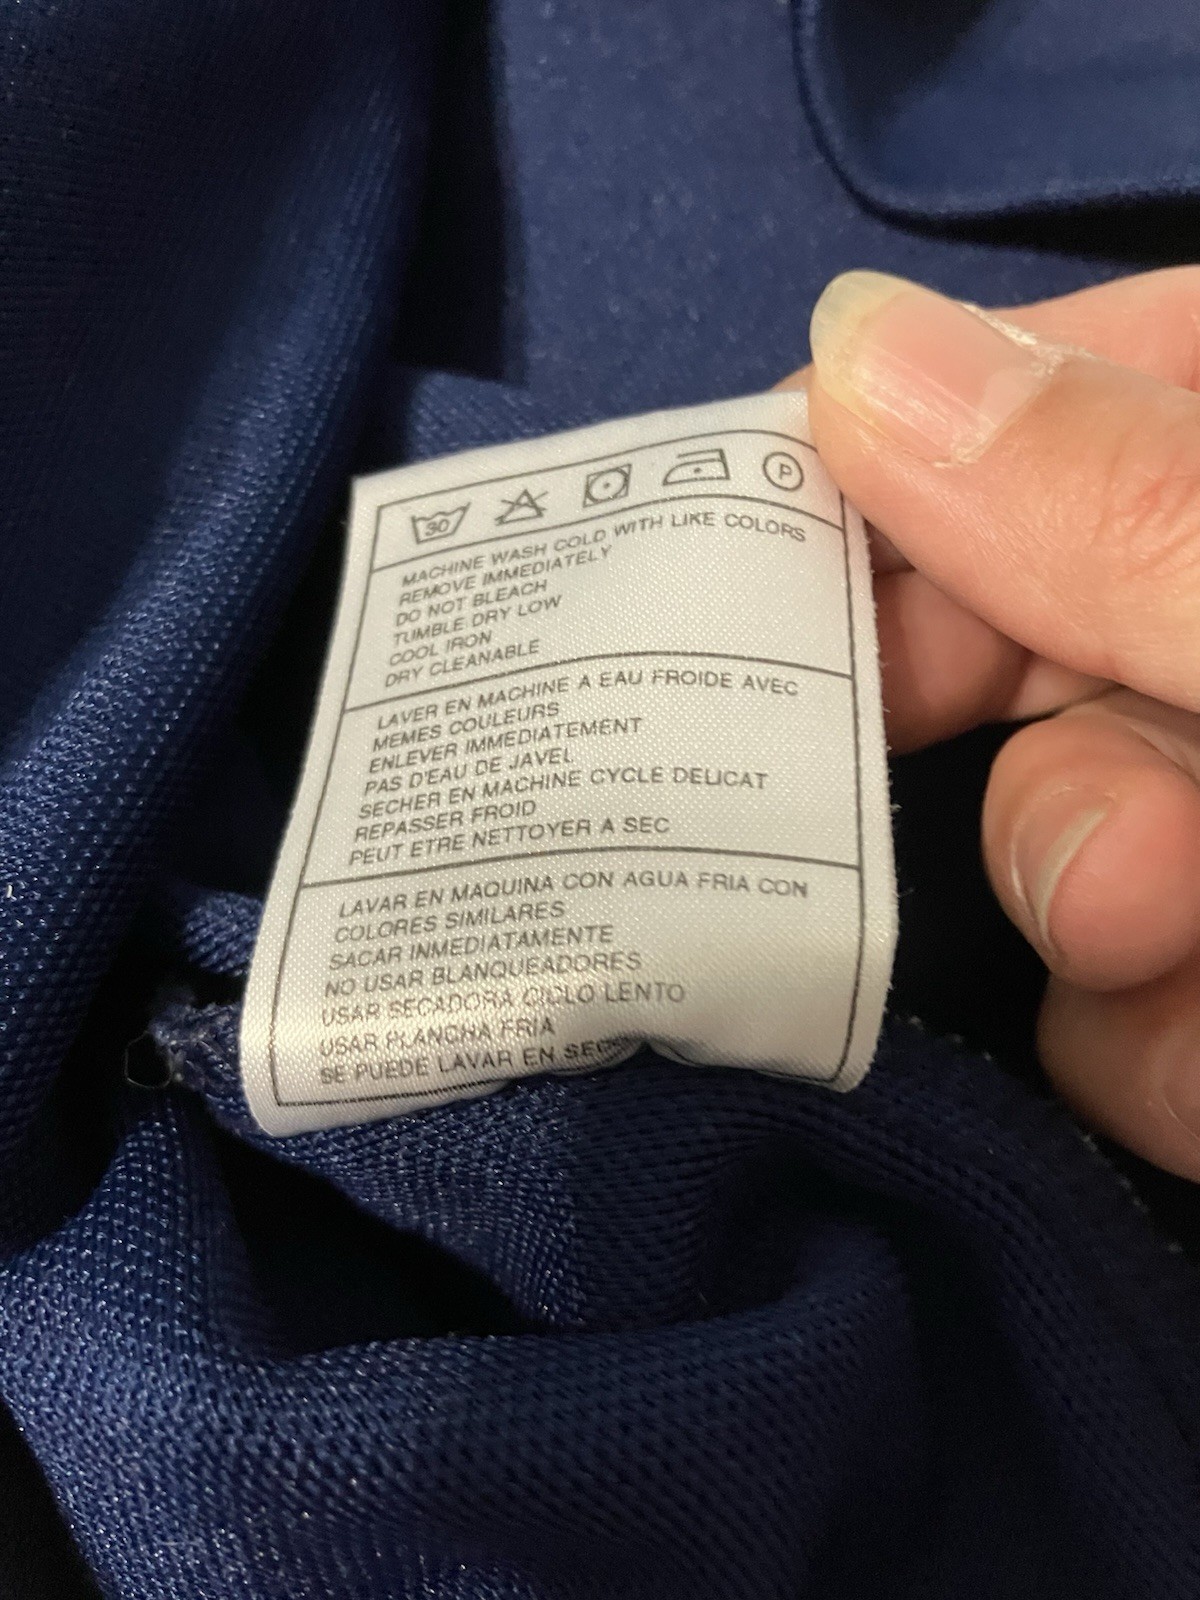 30 P
MACHINE WASH COLD WITH LIKE COLORS
REMOVE IMMEDIATELY
DO NOT BLEACH
TUMBLE DRY LOW
COOL IRON
DRY CLEANABLE
LAVER EN MACHINE A EAU FROIDE AVEC
MEMES COULEURS
ENLEVER IMMEDIATEMENT
PAS D'EAU DE JAVEL
SECHER EN MACHINE CYCLE DELICAT
REPASSER FROID
PEUT ETRE NETTOYER A SEC
LAVAR EN MAQUINA CON AGUA FRIA CON
COLORES SIMILARES
SACAR INMEDIATAMENTE
NO USAR BLANQUEADORES
USAR SECADORA CICLO LENTO
USAR PLANCHA FRIA
SE PUEDE LAVAR EN